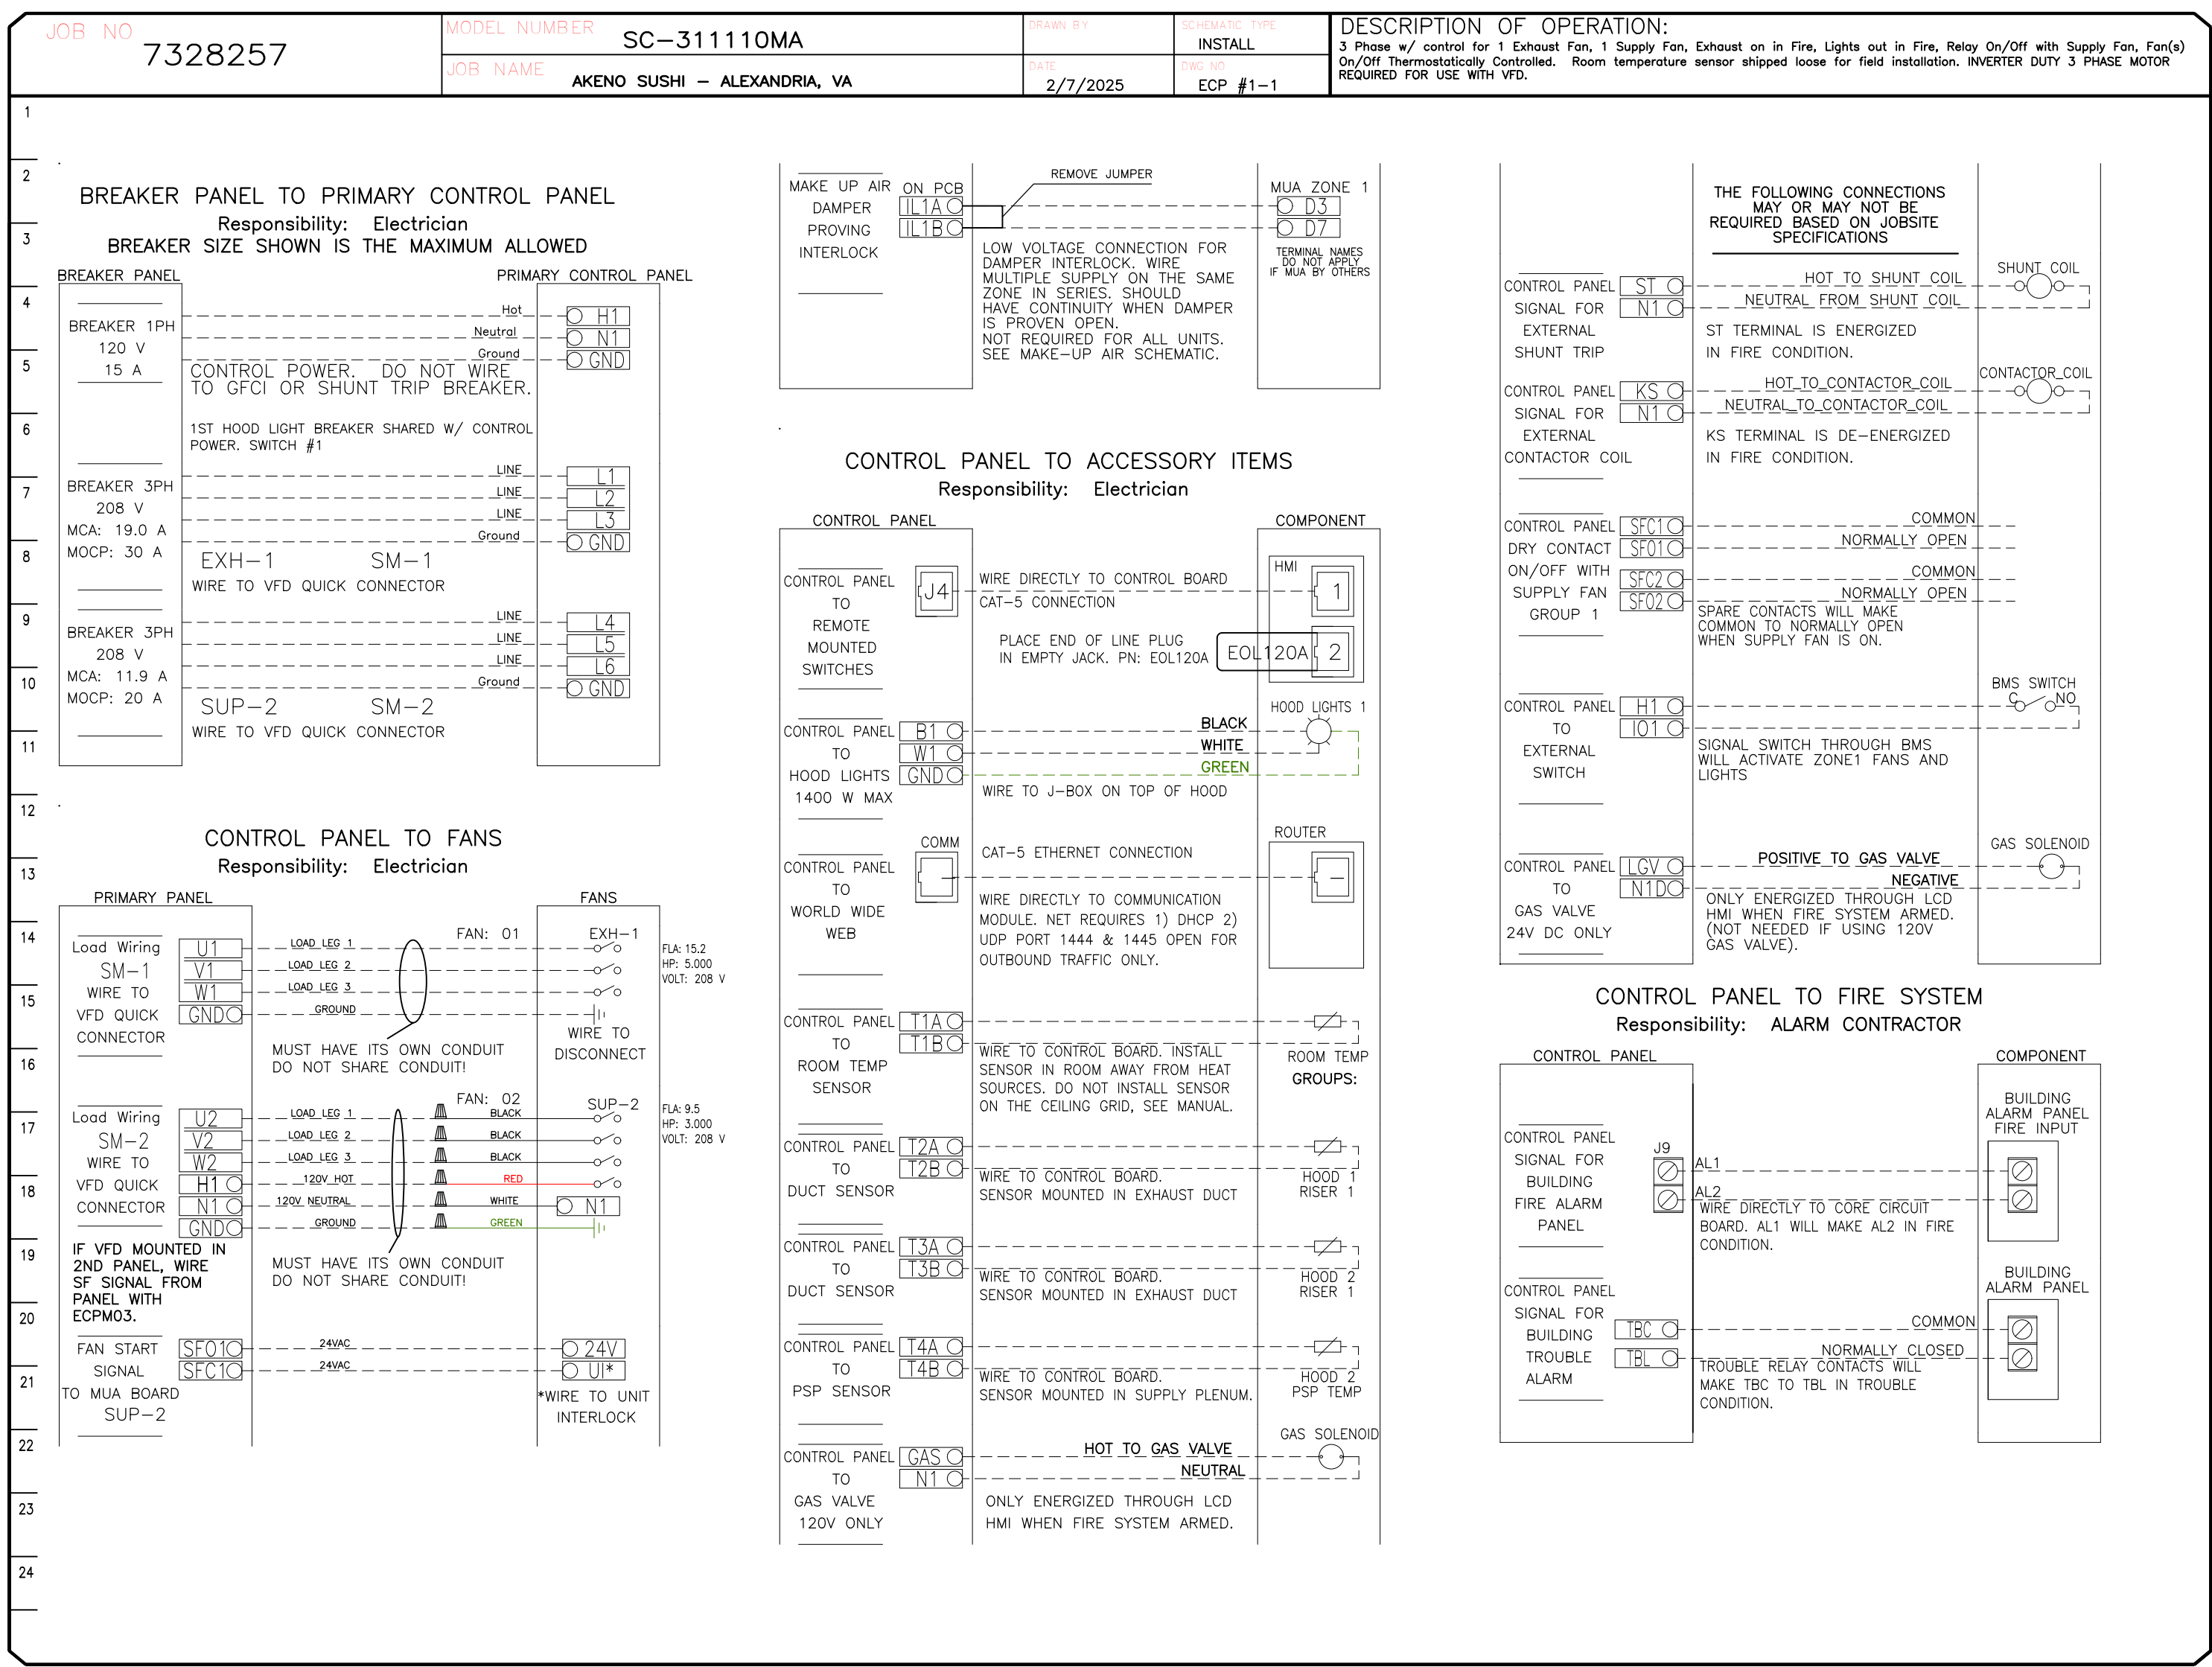 JOB NO
7328257
MODEL NUMBER
SC-311110MA
JOB NAME
AKENO SUSHI - ALEXANDRIA, VA
DRAWN BY
DATE
2/7/2025
SCHEMATIC TYPE
INSTALL
DWG NO
ECP #1-1
DESCRIPTION OF OPERATION:
3 Phase w/ control for 1 Exhaust Fan, 1 Supply Fan, Exhaust on in Fire, Lights out in Fire, Relay On/Off with Supply Fan, Fan(s)
On/Off Thermostatically Controlled. Room temperature sensor shipped loose for field installation. INVERTER DUTY 3 PHASE MOTOR
REQUIRED FOR USE WITH VFD.
1
2
3
4
5
6
7
8
9
10
11
12
13
14
15
16
17
18
19
20
21
22
23
24
BREAKER PANEL TO PRIMARY CONTROL PANEL
Responsibility: Electrician
BREAKER SIZE SHOWN IS THE MAXIMUM ALLOWED
BREAKER PANEL
PRIMARY CONTROL PANEL
BREAKER 1PH
120 V
15 A
Hot
H1
Neutral
N1
Ground
GND
CONTROL POWER. DO NOT WIRE
TO GFCI OR SHUNT TRIP BREAKER.
1ST HOOD LIGHT BREAKER SHARED W/ CONTROL
POWER. SWITCH #1
BREAKER 3PH
208 V
MCA: 19.0 A
MOCP: 30 A
LINE
L1
LINE
L2
LINE
L3
Ground
GND
EXH-1 SM-1
WIRE TO VFD QUICK CONNECTOR
BREAKER 3PH
208 V
MCA: 11.9 A
MOCP: 20 A
LINE
L4
LINE
L5
LINE
L6
Ground
GND
SUP-2 SM-2
WIRE TO VFD QUICK CONNECTOR
CONTROL PANEL TO FANS
Responsibility: Electrician
PRIMARY PANEL
FANS
Load Wiring
SM-1
WIRE TO
VFD QUICK
CONNECTOR
U1
V1
W1
GND
LOAD LEG 1
LOAD LEG 2
LOAD LEG 3
GROUND
FAN: 01
EXH-1
FLA: 15.2
HP: 5.000
VOLT: 208 V
WIRE TO
DISCONNECT
MUST HAVE ITS OWN CONDUIT
DO NOT SHARE CONDUIT!
Load Wiring
SM-2
WIRE TO
VFD QUICK
CONNECTOR
U2
V2
W2
H1
N1
GND
LOAD LEG 1
LOAD LEG 2
LOAD LEG 3
120V HOT
120V NEUTRAL
GROUND
FAN: 02
BLACK
BLACK
BLACK
RED
WHITE
GREEN
SUP-2
N1
FLA: 9.5
HP: 3.000
VOLT: 208 V
IF VFD MOUNTED IN
2ND PANEL, WIRE
SF SIGNAL FROM
PANEL WITH
ECPM03.
MUST HAVE ITS OWN CONDUIT
DO NOT SHARE CONDUIT!
FAN START
SIGNAL
TO MUA BOARD
SUP-2
SF01
SFC1
24VAC
24VAC
24V
UI*
*WIRE TO UNIT
INTERLOCK
MAKE UP AIR
DAMPER
PROVING
INTERLOCK
ON PCB
IL1A
IL1B
REMOVE JUMPER
MUA ZONE 1
D3
D7
TERMINAL NAMES
DO NOT APPLY
IF MUA BY OTHERS
LOW VOLTAGE CONNECTION FOR
DAMPER INTERLOCK. WIRE
MULTIPLE SUPPLY ON THE SAME
ZONE IN SERIES. SHOULD
HAVE CONTINUITY WHEN DAMPER
IS PROVEN OPEN.
NOT REQUIRED FOR ALL UNITS.
SEE MAKE-UP AIR SCHEMATIC.
CONTROL PANEL TO ACCESSORY ITEMS
Responsibility: Electrician
CONTROL PANEL
COMPONENT
CONTROL PANEL
TO
REMOTE
MOUNTED
SWITCHES
J4
WIRE DIRECTLY TO CONTROL BOARD
CAT-5 CONNECTION
HMI
1
PLACE END OF LINE PLUG
IN EMPTY JACK. PN: EOL120A
EOL120A
2
CONTROL PANEL
TO
HOOD LIGHTS
1400 W MAX
B1
W1
GND
BLACK
WHITE
GREEN
HOOD LIGHTS 1
WIRE TO J-BOX ON TOP OF HOOD
CONTROL PANEL
TO
WORLD WIDE
WEB
COMM
CAT-5 ETHERNET CONNECTION
ROUTER
WIRE DIRECTLY TO COMMUNICATION
MODULE. NET REQUIRES 1) DHCP 2)
UDP PORT 1444 & 1445 OPEN FOR
OUTBOUND TRAFFIC ONLY.
CONTROL PANEL
TO
ROOM TEMP
SENSOR
T1A
T1B
WIRE TO CONTROL BOARD. INSTALL
SENSOR IN ROOM AWAY FROM HEAT
SOURCES. DO NOT INSTALL SENSOR
ON THE CEILING GRID, SEE MANUAL.
ROOM TEMP
GROUPS:
CONTROL PANEL
TO
DUCT SENSOR
T2A
T2B
WIRE TO CONTROL BOARD.
SENSOR MOUNTED IN EXHAUST DUCT
HOOD 1
RISER 1
CONTROL PANEL
TO
DUCT SENSOR
T3A
T3B
WIRE TO CONTROL BOARD.
SENSOR MOUNTED IN EXHAUST DUCT
HOOD 2
RISER 1
CONTROL PANEL
TO
PSP SENSOR
T4A
T4B
WIRE TO CONTROL BOARD.
SENSOR MOUNTED IN SUPPLY PLENUM.
HOOD 2
PSP TEMP
CONTROL PANEL
TO
GAS VALVE
120V ONLY
GAS
N1
HOT TO GAS VALVE
NEUTRAL
GAS SOLENOID
ONLY ENERGIZED THROUGH LCD
HMI WHEN FIRE SYSTEM ARMED.
THE FOLLOWING CONNECTIONS
MAY OR MAY NOT BE
REQUIRED BASED ON JOBSITE
SPECIFICATIONS
CONTROL PANEL
SIGNAL FOR
EXTERNAL
SHUNT TRIP
ST
N1
HOT TO SHUNT COIL
NEUTRAL FROM SHUNT COIL
SHUNT COIL
ST TERMINAL IS ENERGIZED
IN FIRE CONDITION.
CONTROL PANEL
SIGNAL FOR
EXTERNAL
CONTACTOR COIL
KS
N1
HOT TO CONTACTOR COIL
NEUTRAL TO CONTACTOR COIL
CONTACTOR COIL
KS TERMINAL IS DE-ENERGIZED
IN FIRE CONDITION.
CONTROL PANEL
DRY CONTACT
ON/OFF WITH
SUPPLY FAN
GROUP 1
SFC1
SF01
SFC2
SF02
COMMON
NORMALLY OPEN
COMMON
NORMALLY OPEN
SPARE CONTACTS WILL MAKE
COMMON TO NORMALLY OPEN
WHEN SUPPLY FAN IS ON.
CONTROL PANEL
TO
EXTERNAL
SWITCH
H1
IO1
BMS SWITCH
C NO
SIGNAL SWITCH THROUGH BMS
WILL ACTIVATE ZONE1 FANS AND
LIGHTS
CONTROL PANEL
TO
GAS VALVE
24V DC ONLY
LGV
N1D
POSITIVE TO GAS VALVE
NEGATIVE
GAS SOLENOID
ONLY ENERGIZED THROUGH LCD
HMI WHEN FIRE SYSTEM ARMED.
(NOT NEEDED IF USING 120V
GAS VALVE).
CONTROL PANEL TO FIRE SYSTEM
Responsibility: ALARM CONTRACTOR
CONTROL PANEL
COMPONENT
CONTROL PANEL
SIGNAL FOR
BUILDING
FIRE ALARM
PANEL
J9
AL1
AL2
BUILDING
ALARM PANEL
FIRE INPUT
WIRE DIRECTLY TO CORE CIRCUIT
BOARD. AL1 WILL MAKE AL2 IN FIRE
CONDITION.
CONTROL PANEL
SIGNAL FOR
BUILDING
TROUBLE
ALARM
TBC
TBL
COMMON
NORMALLY CLOSED
BUILDING
ALARM PANEL
TROUBLE RELAY CONTACTS WILL
MAKE TBC TO TBL IN TROUBLE
CONDITION.